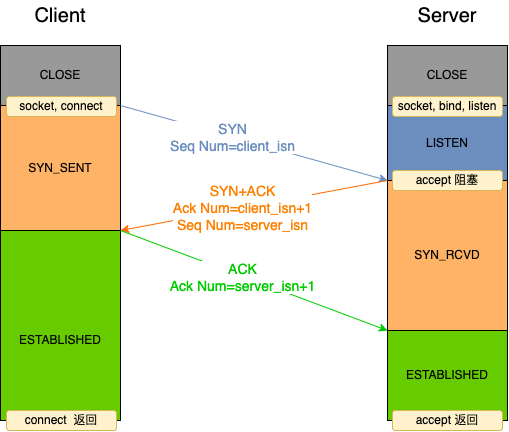 Client
Server
CLOSE
CLOSE
socket, connect
socket, bind, listen
SYN
Seq Num=client_isn
LISTEN
SYN_SENT
accept 阻塞
SYN+ACK
Ack Num=client_isn+1
Seq Num=server_isn
SYN_RCVD
ACK
Ack Num=server_isn+1
ESTABLISHED
ESTABLISHED
connect 返回
accept 返回